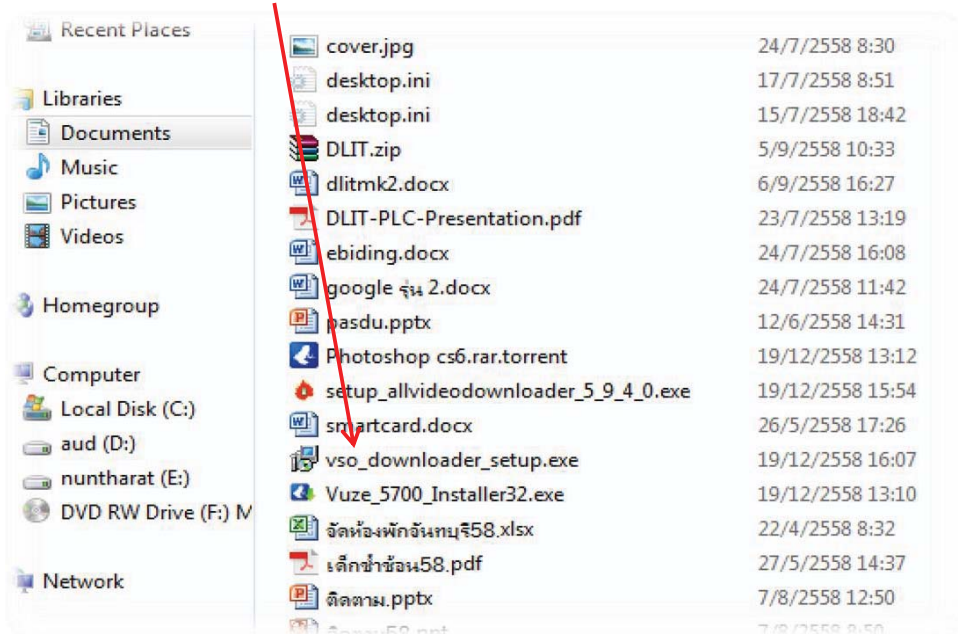 Recent Places
Libraries
Documents
Music
Pictures
Videos
Homegroup
Computer
Local Disk (C:)
aud (D:)
nuntharat (E:)
DVD RW Drive (F:) M
Network
cover.jpg 24/7/2558 8:30
desktop.ini 17/7/2558 8:51
desktop.ini 15/7/2558 18:42
DLIT.zip 5/9/2558 10:33
dlitmk2.docx 6/9/2558 16:27
DLIT-PLC-Presentation.pdf 23/7/2558 13:19
ebiding.docx 24/7/2558 16:08
google รุ่น 2.docx 24/7/2558 11:42
pasdu.pptx 12/6/2558 14:31
Photoshop cs6.rar.torrent 19/12/2558 13:12
setup_allvideodownloader_5_9_4_0.exe 19/12/2558 15:54
smartcard.docx 26/5/2558 17:26
vso_downloader_setup.exe 19/12/2558 16:07
Vuze_5700_Installer32.exe 19/12/2558 13:10
จัดห้องพักจันทบุรี58.xlsx 22/4/2558 8:32
เด็กซ้ำซ้อน58.pdf 27/5/2558 14:37
ติดตาม.pptx 7/8/2558 12:50
7/8/2558 8:50